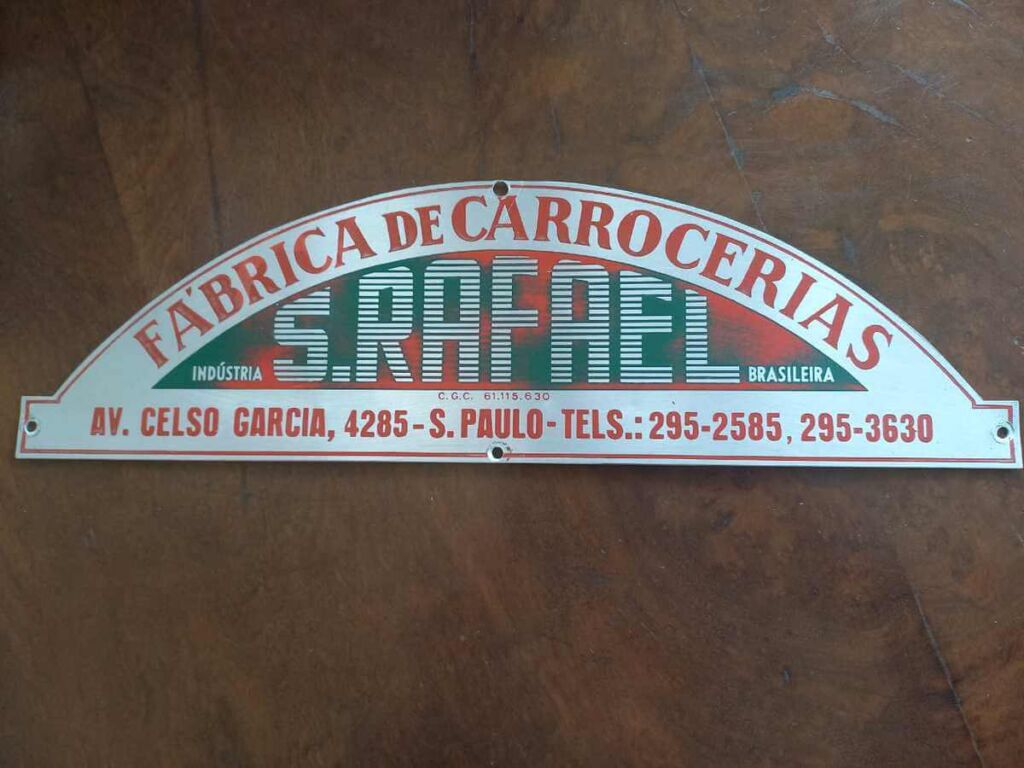 FÁBRICA DE CARROCERIAS
S.RAFAEL
INDÚSTRIA BRASILEIRA
C.G.C. 61.115.630
AV. CELSO GARCIA, 4285-S. PAULO-TELS.: 295-2585, 295-3630